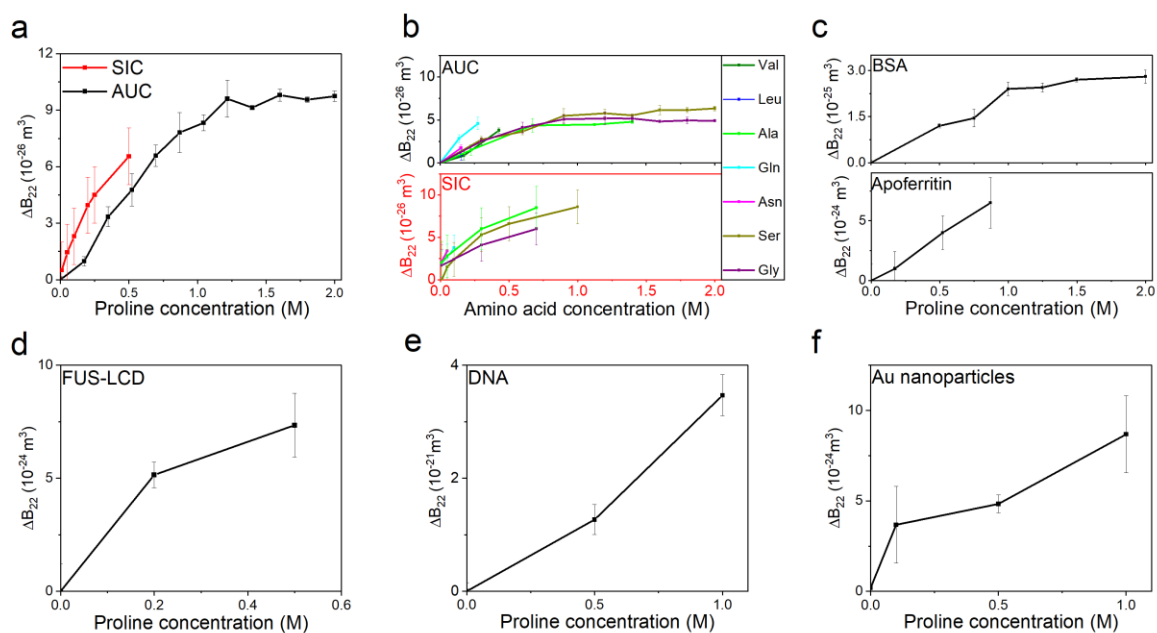 a
SIC
AUC
ΔB22 (10-26 m3)
12
9
6
3
0
0.0 0.5 1.0 1.5 2.0
Proline concentration (M)
b
AUC
ΔB22 (10-26 m3)
10
5
0
SIC
ΔB22 (10-26 m3)
10
5
0
0.0 0.5 1.0 1.5 2.0
Amino acid concentration (M)
Val
Leu
Ala
Gln
Asn
Ser
Gly
c
BSA
ΔB22 (10-25 m3)
3.0
1.5
0.0
Apoferritin
ΔB22 (10-24 m3)
5
0
0.0 0.5 1.0 1.5 2.0
Proline concentration (M)
d
FUS-LCD
ΔB22 (10-24 m3)
10
5
0
0.0 0.2 0.4 0.6
Proline concentration (M)
e
DNA
ΔB22 (10-21 m3)
4
2
0
0.0 0.5 1.0
Proline concentration (M)
f
Au nanoparticles
ΔB22 (10-24 m3)
10
5
0
0.0 0.5 1.0
Proline concentration (M)